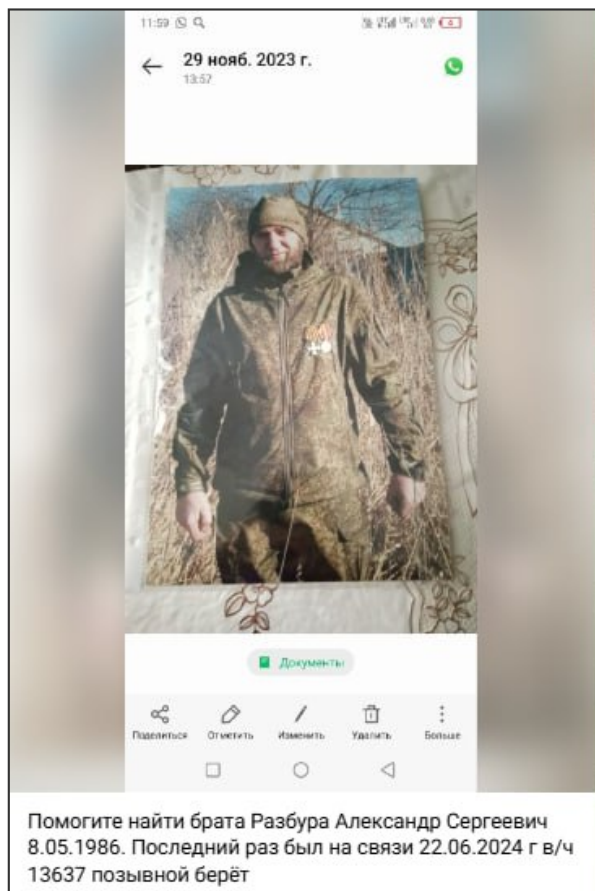 11:59
29 нояб. 2023 г.
13:57
Документы
Поделиться Отметить Изменить Удалить Больше
Помогите найти брата Разбура Александр Сергеевич
8.05.1986. Последний раз был на связи 22.06.2024 г в/ч
13637 позывной берёт